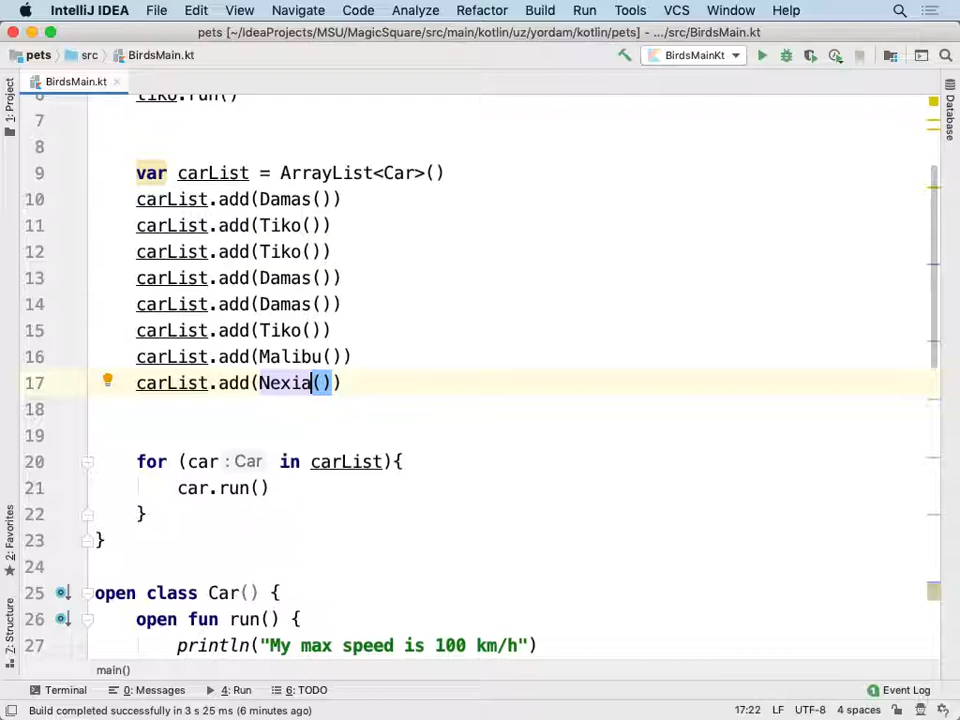 IntelliJ IDEA File Edit View Navigate Code Analyze Refactor Build Run Tools VCS Window Help
pets [~/IdeaProjects/MSU/MagicSquare/src/main/kotlin/uz/yordam/kotlin/pets] - .../src/BirdsMain.kt
pets src BirdsMain.kt BirdsMainKt
BirdsMain.kt
1: Project
Database
6 tiko.run()
7
8
9 var carList = ArrayList<Car>()
10 carList.add(Damas())
11 carList.add(Tiko())
12 carList.add(Tiko())
13 carList.add(Damas())
14 carList.add(Damas())
15 carList.add(Tiko())
16 carList.add(Malibu())
17 carList.add(Nexia())
18
19
20 for (car : Car in carList){
21 car.run()
22 }
23 }
24
25 open class Car() {
26 open fun run() {
27 println("My max speed is 100 km/h")
2: Favorites
7: Structure
main()
Terminal 0: Messages 4: Run 6: TODO 1 Event Log
Build completed successfully in 3 s 25 ms (6 minutes ago) 17:22 LF UTF-8 4 spaces